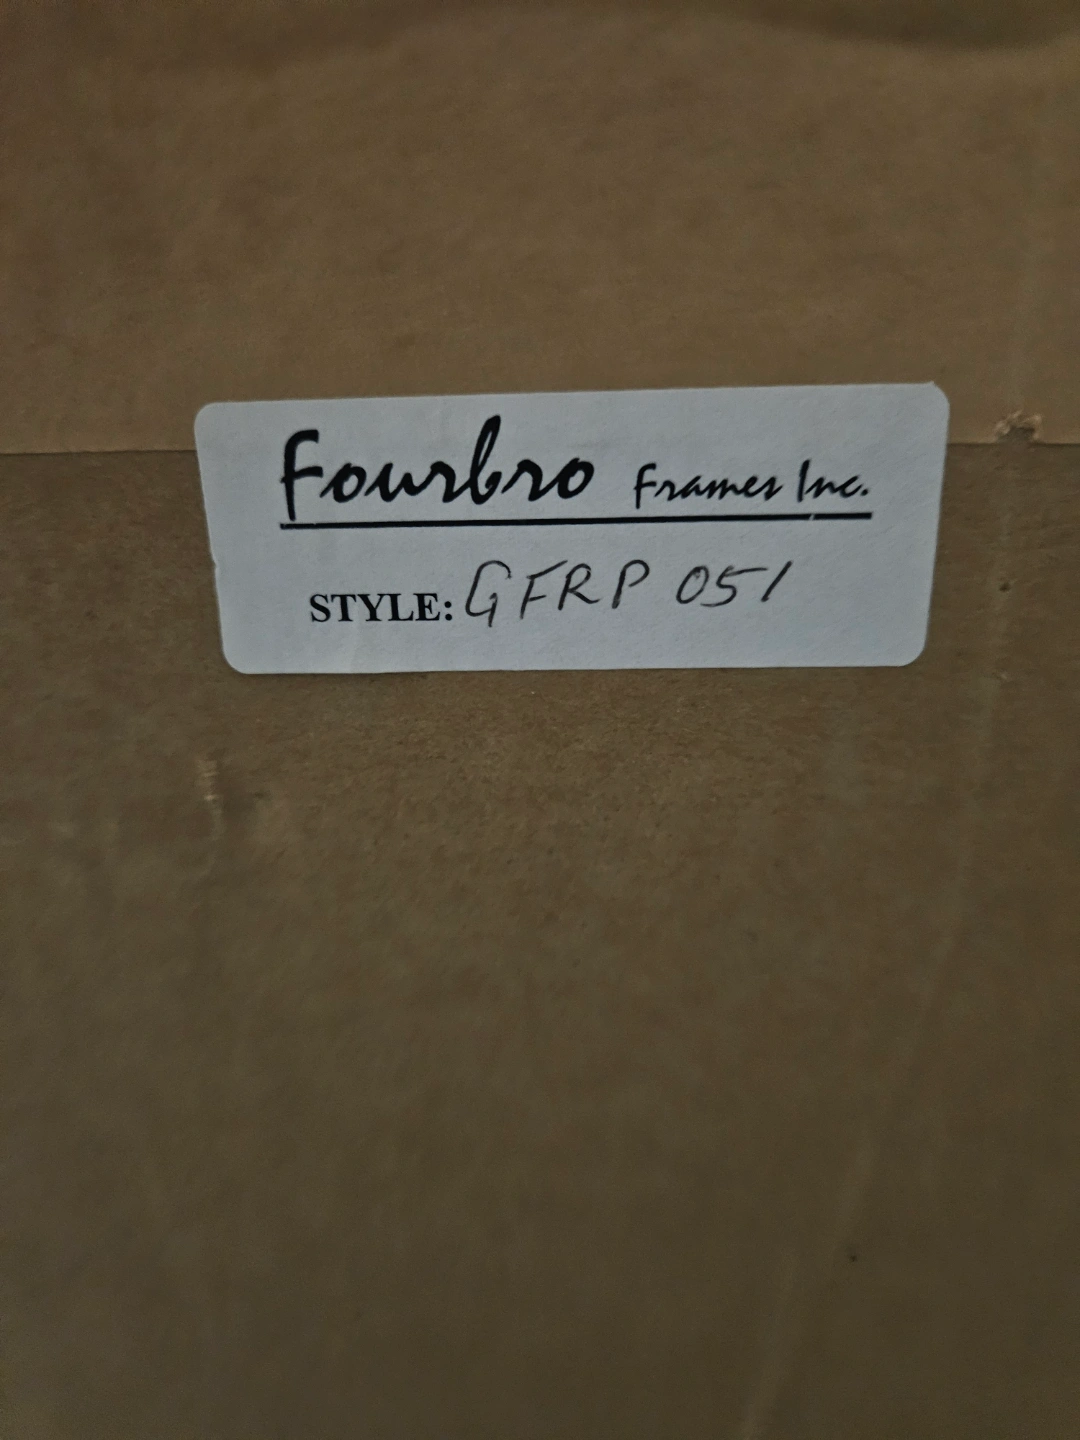 Fourbro Frames Inc.
STYLE: GFRP 051